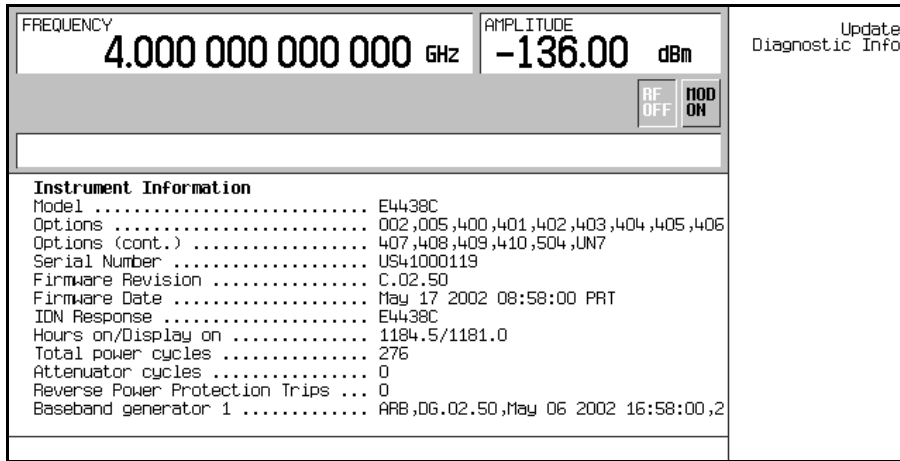 FREQUENCY
4.000 000 000 000 GHz
AMPLITUDE
-136.00 dBm
Update
Diagnostic Info
RF
OFF
MOD
ON
Instrument Information
Model ........................... E4438C
Options ......................... 002,005,400,401,402,403,404,405,406
Options (cont.) ................. 407,408,409,410,504,UN7
Serial Number ................... US41000119
Firmware Revision ............... C.02.50
Firmware Date ................... May 17 2002 08:58:00 PRT
IDN Response .................... E4438C
Hours on/Display on ............. 1184.5/1181.0
Total power cycles .............. 276
Attenuator cycles ............... 0
Reverse Power Protection Trips ... 0
Baseband generator 1 ............ ARB,DG.02.50,May 06 2002 16:58:00,2